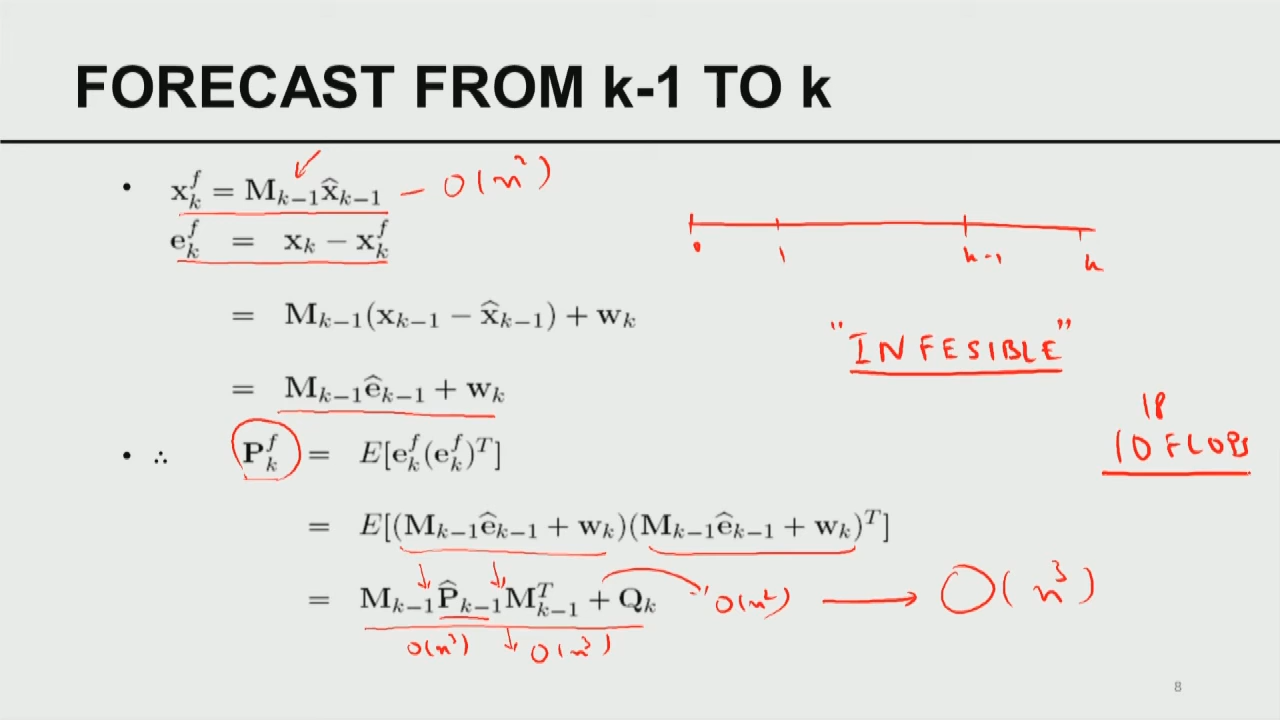 FORECAST FROM k-1 TO k
• x_k^f = M_{k−1}x̂_{k−1} – O(n²)
e_k^f = x_k − x_k^f
0 1 k-1 k
= M_{k−1}(x_{k−1} − x̂_{k−1}) + w_k
"INFESIBLE"
= M_{k−1}ê_{k−1} + w_k
10^18 FLOPS
• ∴ P_k^f = E[e_k^f(e_k^f)^T]
= E[(M_{k−1}ê_{k−1} + w_k)(M_{k−1}ê_{k−1} + w_k)^T]
= M_{k−1}P̂_{k−1}M_{k−1}^T + Q_k O(n²) → O(n³)
O(n³) O(n³)
8